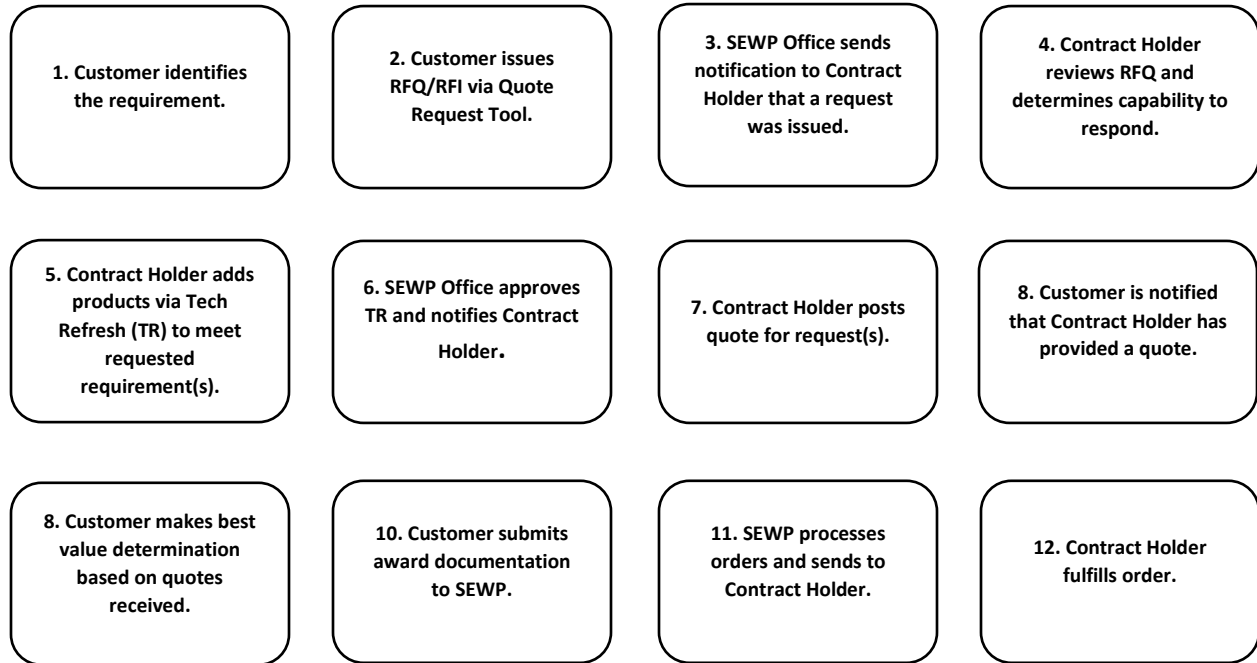 1. Customer identifies
the requirement.
2. Customer issues
RFQ/RFI via Quote
Request Tool.
3. SEWP Office sends
notification to Contract
Holder that a request
was issued.
4. Contract Holder
reviews RFQ and
determines capability to
respond.
5. Contract Holder adds
products via Tech
Refresh (TR) to meet
requested
requirement(s).
6. SEWP Office approves
TR and notifies Contract
Holder.
7. Contract Holder posts
quote for request(s).
8. Customer is notified
that Contract Holder has
provided a quote.
8. Customer makes best
value determination
based on quotes
received.
10. Customer submits
award documentation
to SEWP.
11. SEWP processes
orders and sends to
Contract Holder.
12. Contract Holder
fulfills order.